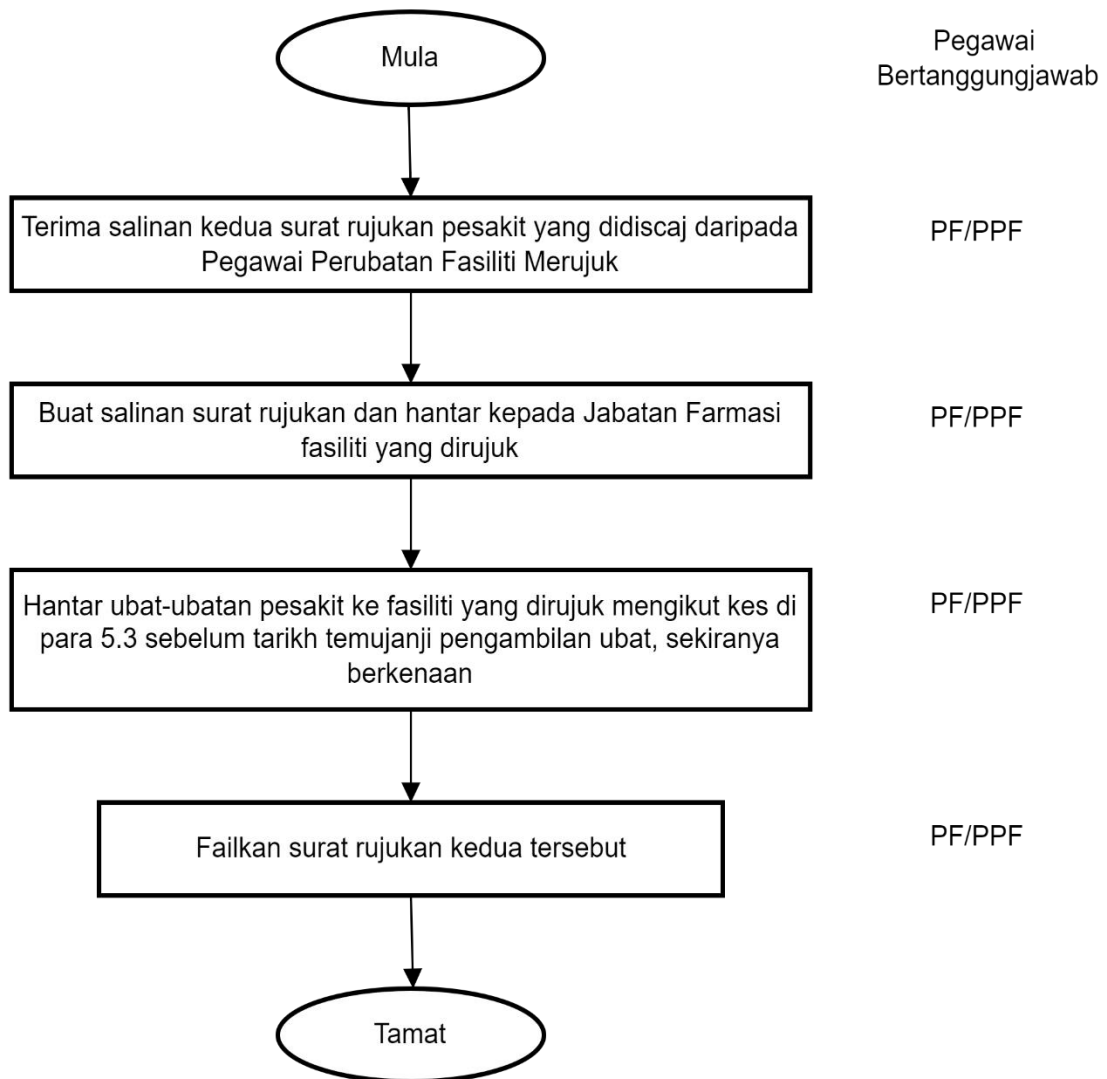 Mula
Pegawai
Bertanggungjawab
Terima salinan kedua surat rujukan pesakit yang didiscaj daripada
Pegawai Perubatan Fasiliti Merujuk
PF/PPF
Buat salinan surat rujukan dan hantar kepada Jabatan Farmasi
fasiliti yang dirujuk
PF/PPF
Hantar ubat-ubatan pesakit ke fasiliti yang dirujuk mengikut kes di
para 5.3 sebelum tarikh temujanji pengambilan ubat, sekiranya
berkenaan
PF/PPF
Failkan surat rujukan kedua tersebut
PF/PPF
Tamat